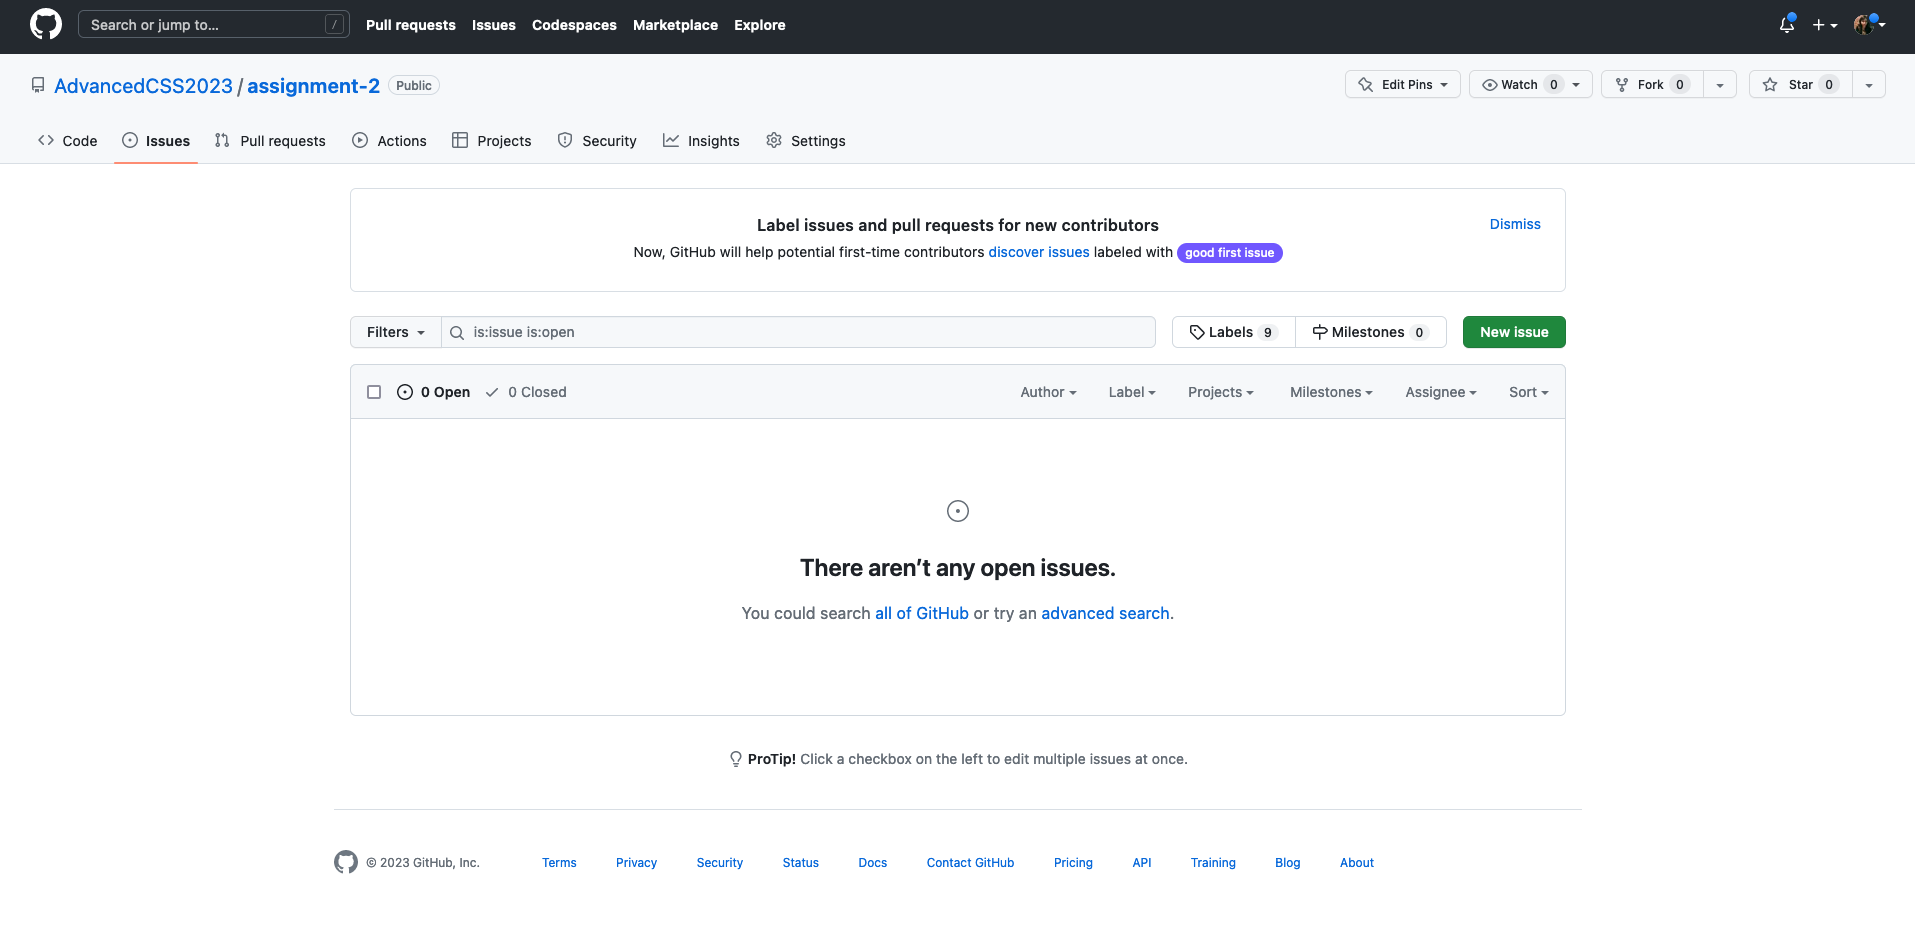 Search or jump to... /
Pull requests Issues Codespaces Marketplace Explore
AdvancedCSS2023 / assignment-2 Public
Edit Pins Watch 0 Fork 0 Star 0
Code Issues Pull requests Actions Projects Security Insights Settings
Label issues and pull requests for new contributors
Dismiss
Now, GitHub will help potential first-time contributors discover issues labeled with good first issue
Filters is:issue is:open Labels 9 Milestones 0 New issue
0 Open 0 Closed Author Label Projects Milestones Assignee Sort
There aren’t any open issues.
You could search all of GitHub or try an advanced search.
ProTip! Click a checkbox on the left to edit multiple issues at once.
© 2023 GitHub, Inc. Terms Privacy Security Status Docs Contact GitHub Pricing API Training Blog About